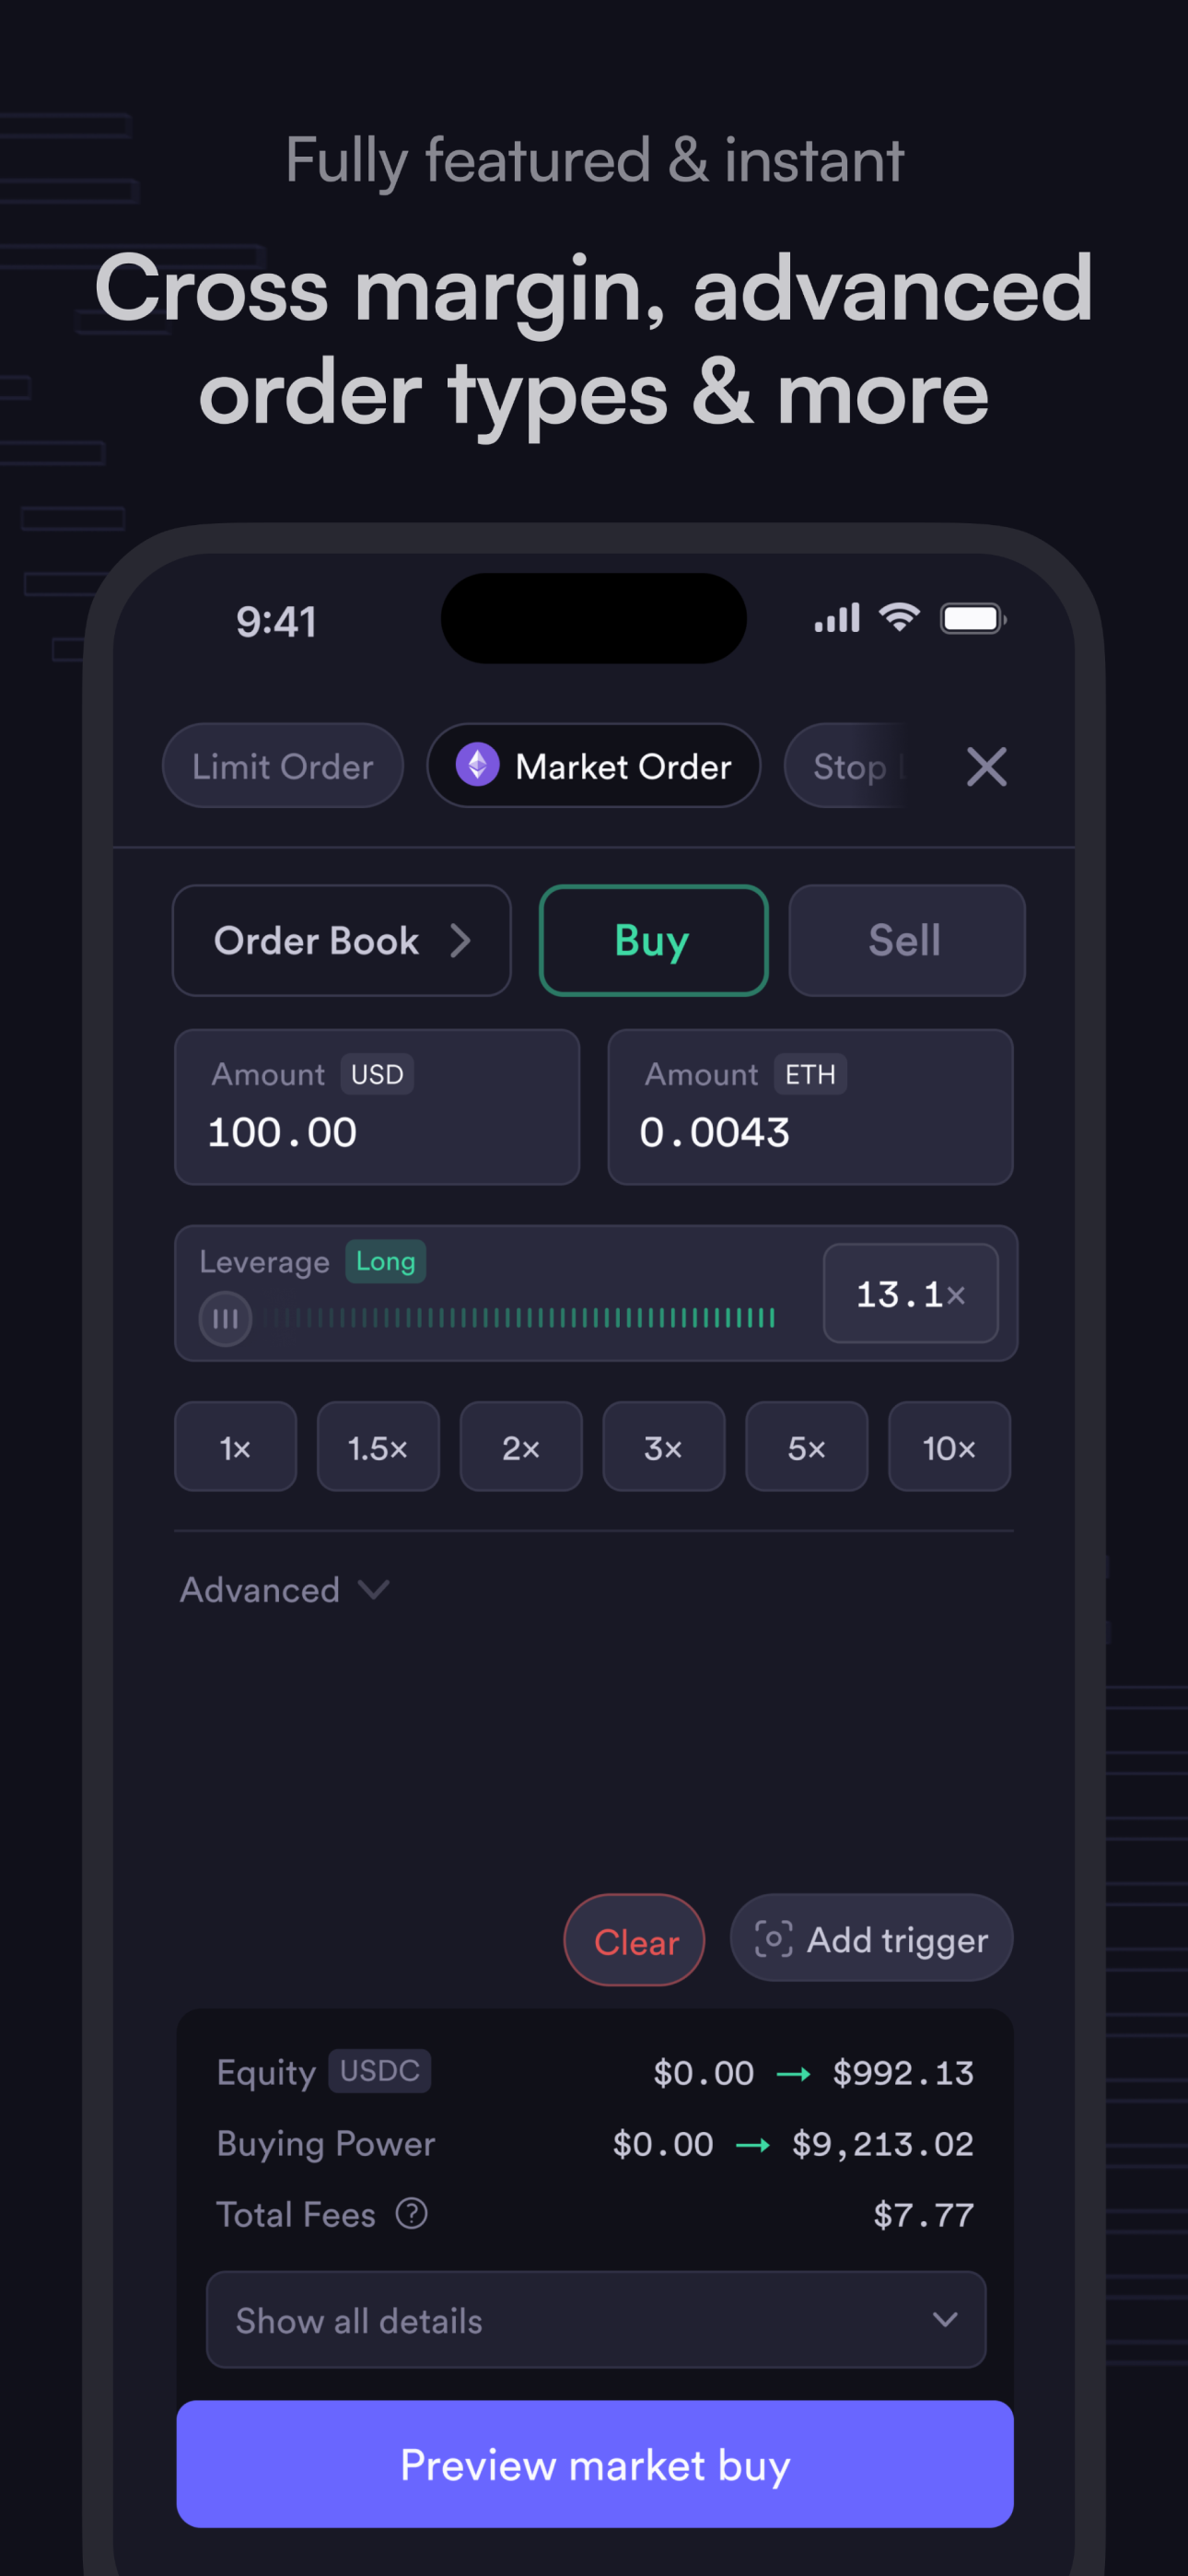 Fully featured & instant
Cross margin, advanced
order types & more
9:41
Limit Order
Market Order
Stop
Order Book
Buy
Sell
Amount USD
100.00
Amount ETH
0.0043
Leverage Long
13.1×
1×
1.5×
2×
3×
5×
10×
Advanced
Clear
Add trigger
Equity USDC $0.00 → $992.13
Buying Power $0.00 → $9,213.02
Total Fees ? $7.77
Show all details
Preview market buy